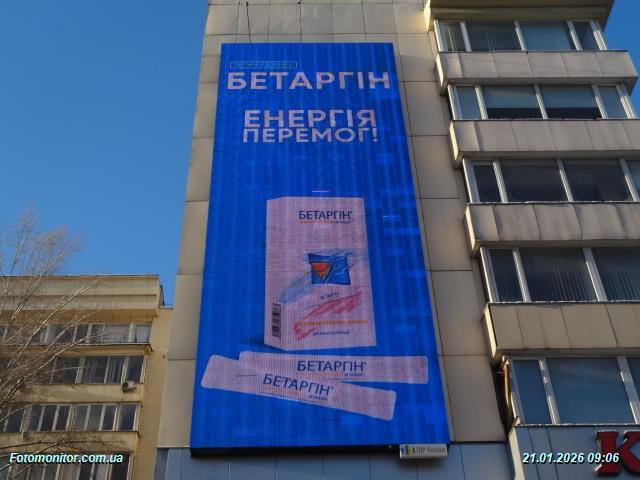 БЕТАРГІН
ЕНЕРГІЯ
ПЕРЕМОГ!
БЕТАРГІН®
БЕТАРГІН®
БЕТАРГІН®
К
Fotomonitor.com.ua
21.01.2026 09:06